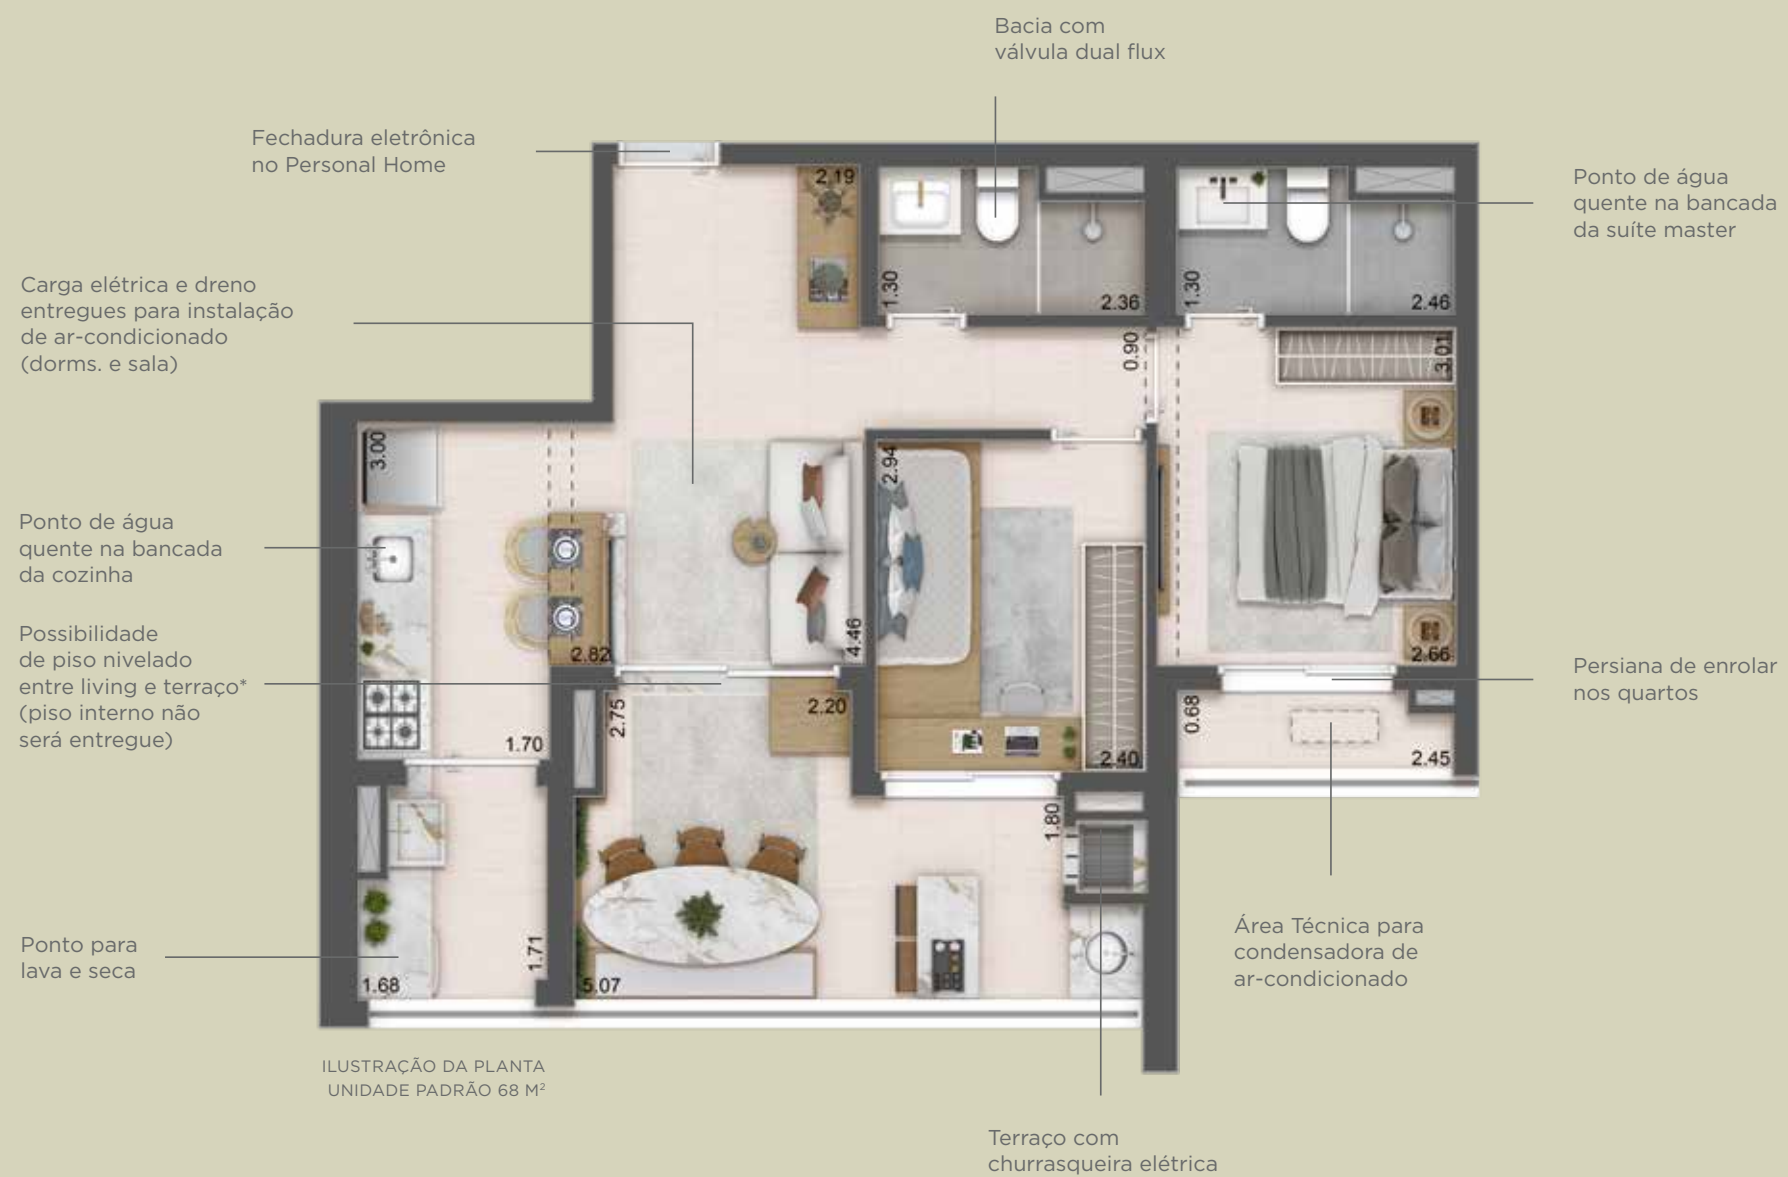 Bacia com
válvula dual flux
Fechadura eletrônica
no Personal Home
Ponto de água
quente na bancada
da suíte master
Carga elétrica e dreno
entregues para instalação
de ar-condicionado
(dorms. e sala)
Ponto de água
quente na bancada
da cozinha
Possibilidade
de piso nivelado
entre living e terraço*
(piso interno não
será entregue)
Persiana de enrolar
nos quartos
Ponto para
lava e seca
Área Técnica para
condensadora de
ar-condicionado
2.19
1.30
2.36
1.30
2.46
0.90
3.01
3.00
2.94
2.82
4.46
2.66
2.75
2.20
0.68
1.70
2.40
2.45
1.80
1.71
1.68
5.07
ILUSTRAÇÃO DA PLANTA
UNIDADE PADRÃO 68 M²
Terraço com
churrasqueira elétrica